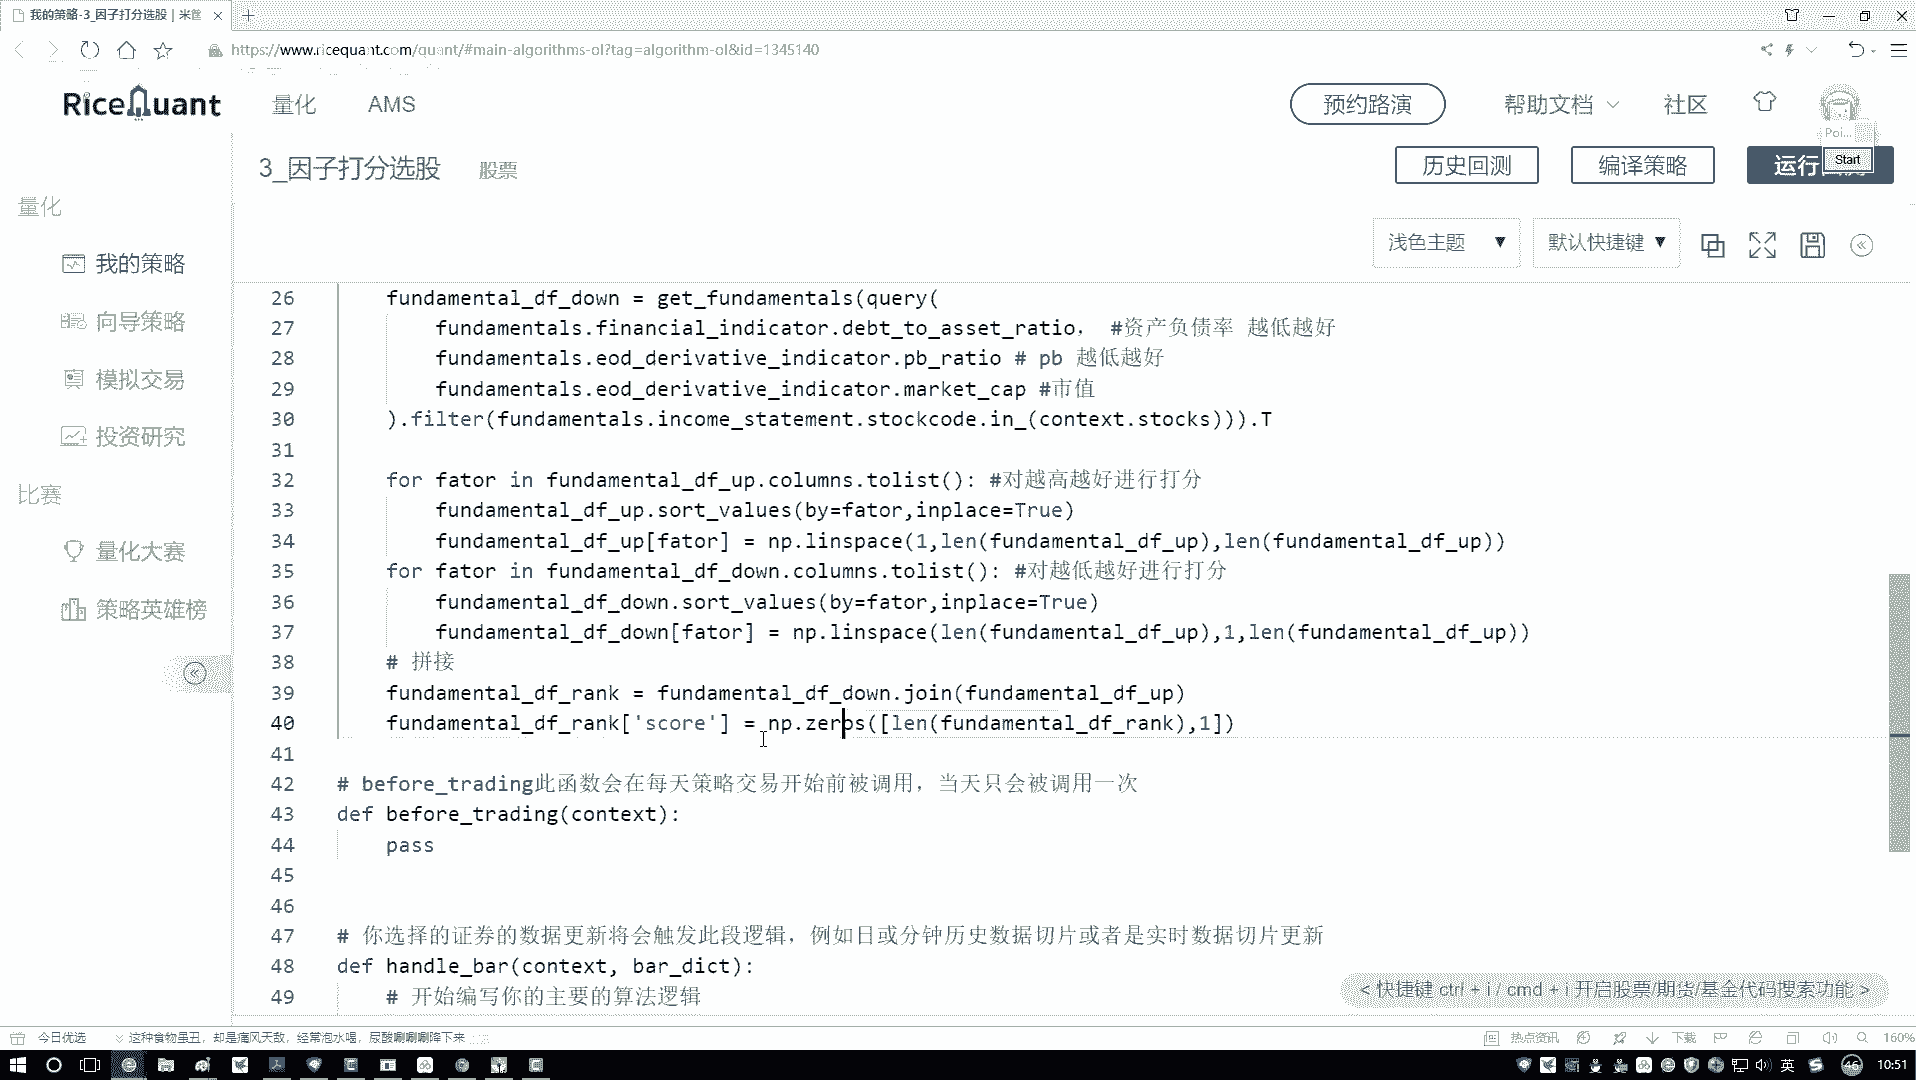 我的策略-3_因子打分选股 | 米筐
https://www.ricequant.com/quant/#main-algorithms-ol?tag=algorithm-ol&id=1345140
RiceQuant
量化
AMS
预约路演
帮助文档
社区
Poi...
Start
3_因子打分选股
股票
历史回测
编译策略
运行
浅色主题
默认快捷键
量化
我的策略
向导策略
模拟交易
投资研究
比赛
量化大赛
策略英雄榜
26 fundamental_df_down = get_fundamentals(query(
27 fundamentals.financial_indicator.debt_to_asset_ratio, #资产负债率 越低越好
28 fundamentals.eod_derivative_indicator.pb_ratio # pb 越低越好
29 fundamentals.eod_derivative_indicator.market_cap #市值
30 ).filter(fundamentals.income_statement.stockcode.in_(context.stocks))).T
31
32 for fator in fundamental_df_up.columns.tolist(): #对越高越好进行打分
33 fundamental_df_up.sort_values(by=fator,inplace=True)
34 fundamental_df_up[fator] = np.linspace(1,len(fundamental_df_up),len(fundamental_df_up))
35 for fator in fundamental_df_down.columns.tolist(): #对越低越好进行打分
36 fundamental_df_down.sort_values(by=fator,inplace=True)
37 fundamental_df_down[fator] = np.linspace(len(fundamental_df_up),1,len(fundamental_df_up))
38 # 拼接
39 fundamental_df_rank = fundamental_df_down.join(fundamental_df_up)
40 fundamental_df_rank['score'] = np.zeros([len(fundamental_df_rank),1])
41
42 # before_trading此函数会在每天策略交易开始前被调用，当天只会被调用一次
43 def before_trading(context):
44 pass
45
46
47 # 你选择的证券的数据更新将会触发此段逻辑，例如日或分钟历史数据切片或者是实时数据切片更新
48 def handle_bar(context, bar_dict):
49 # 开始编写你的主要的算法逻辑
< 快捷键 ctrl + i / cmd + i 开启股票/期货/基金代码搜索功能 >
今日优选
这种食物虽丑，却是痛风天敌，经常泡水喝，尿酸唰唰唰降下来
热点资讯
下载
160%
英
46
10:51